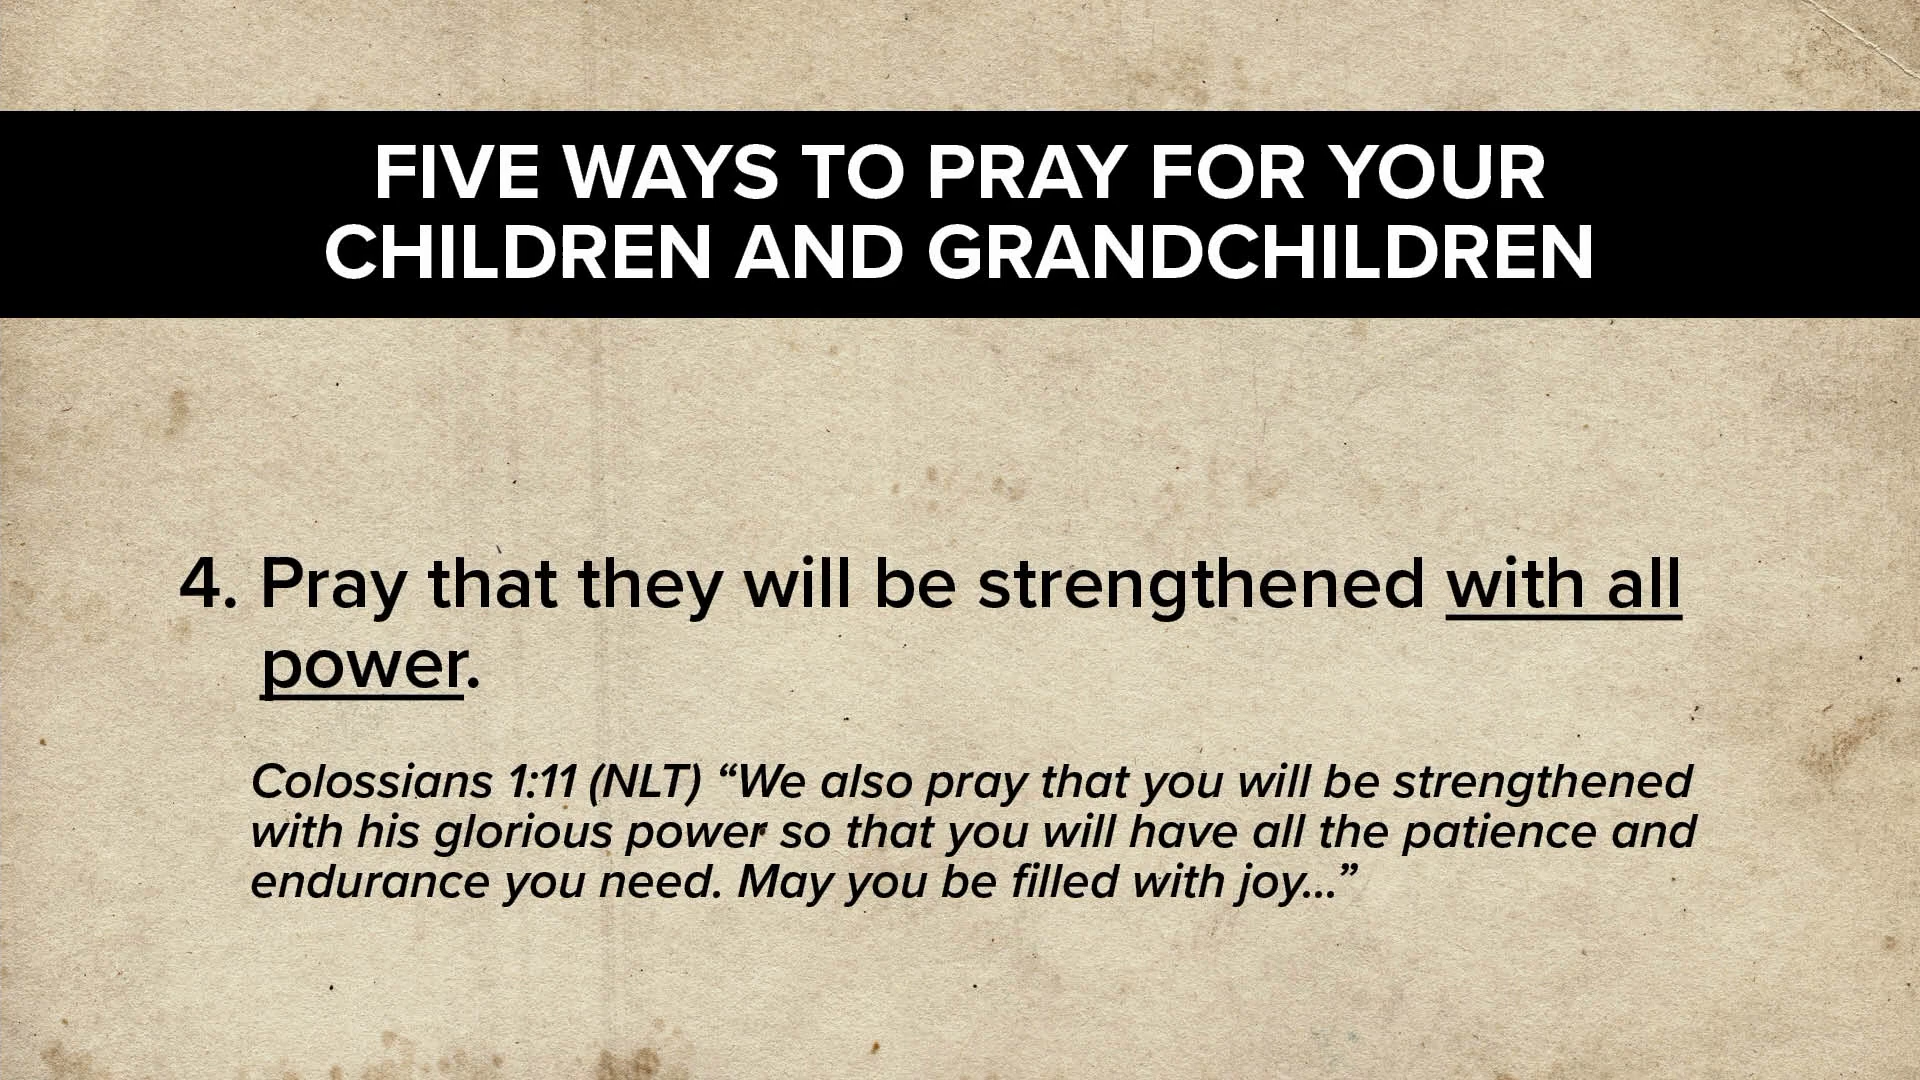 FIVE WAYS TO PRAY FOR YOUR
CHILDREN AND GRANDCHILDREN
4. Pray that they will be strengthened with all
power.
Colossians 1:11 (NLT) “We also pray that you will be strengthened
with his glorious power so that you will have all the patience and
endurance you need. May you be filled with joy...”